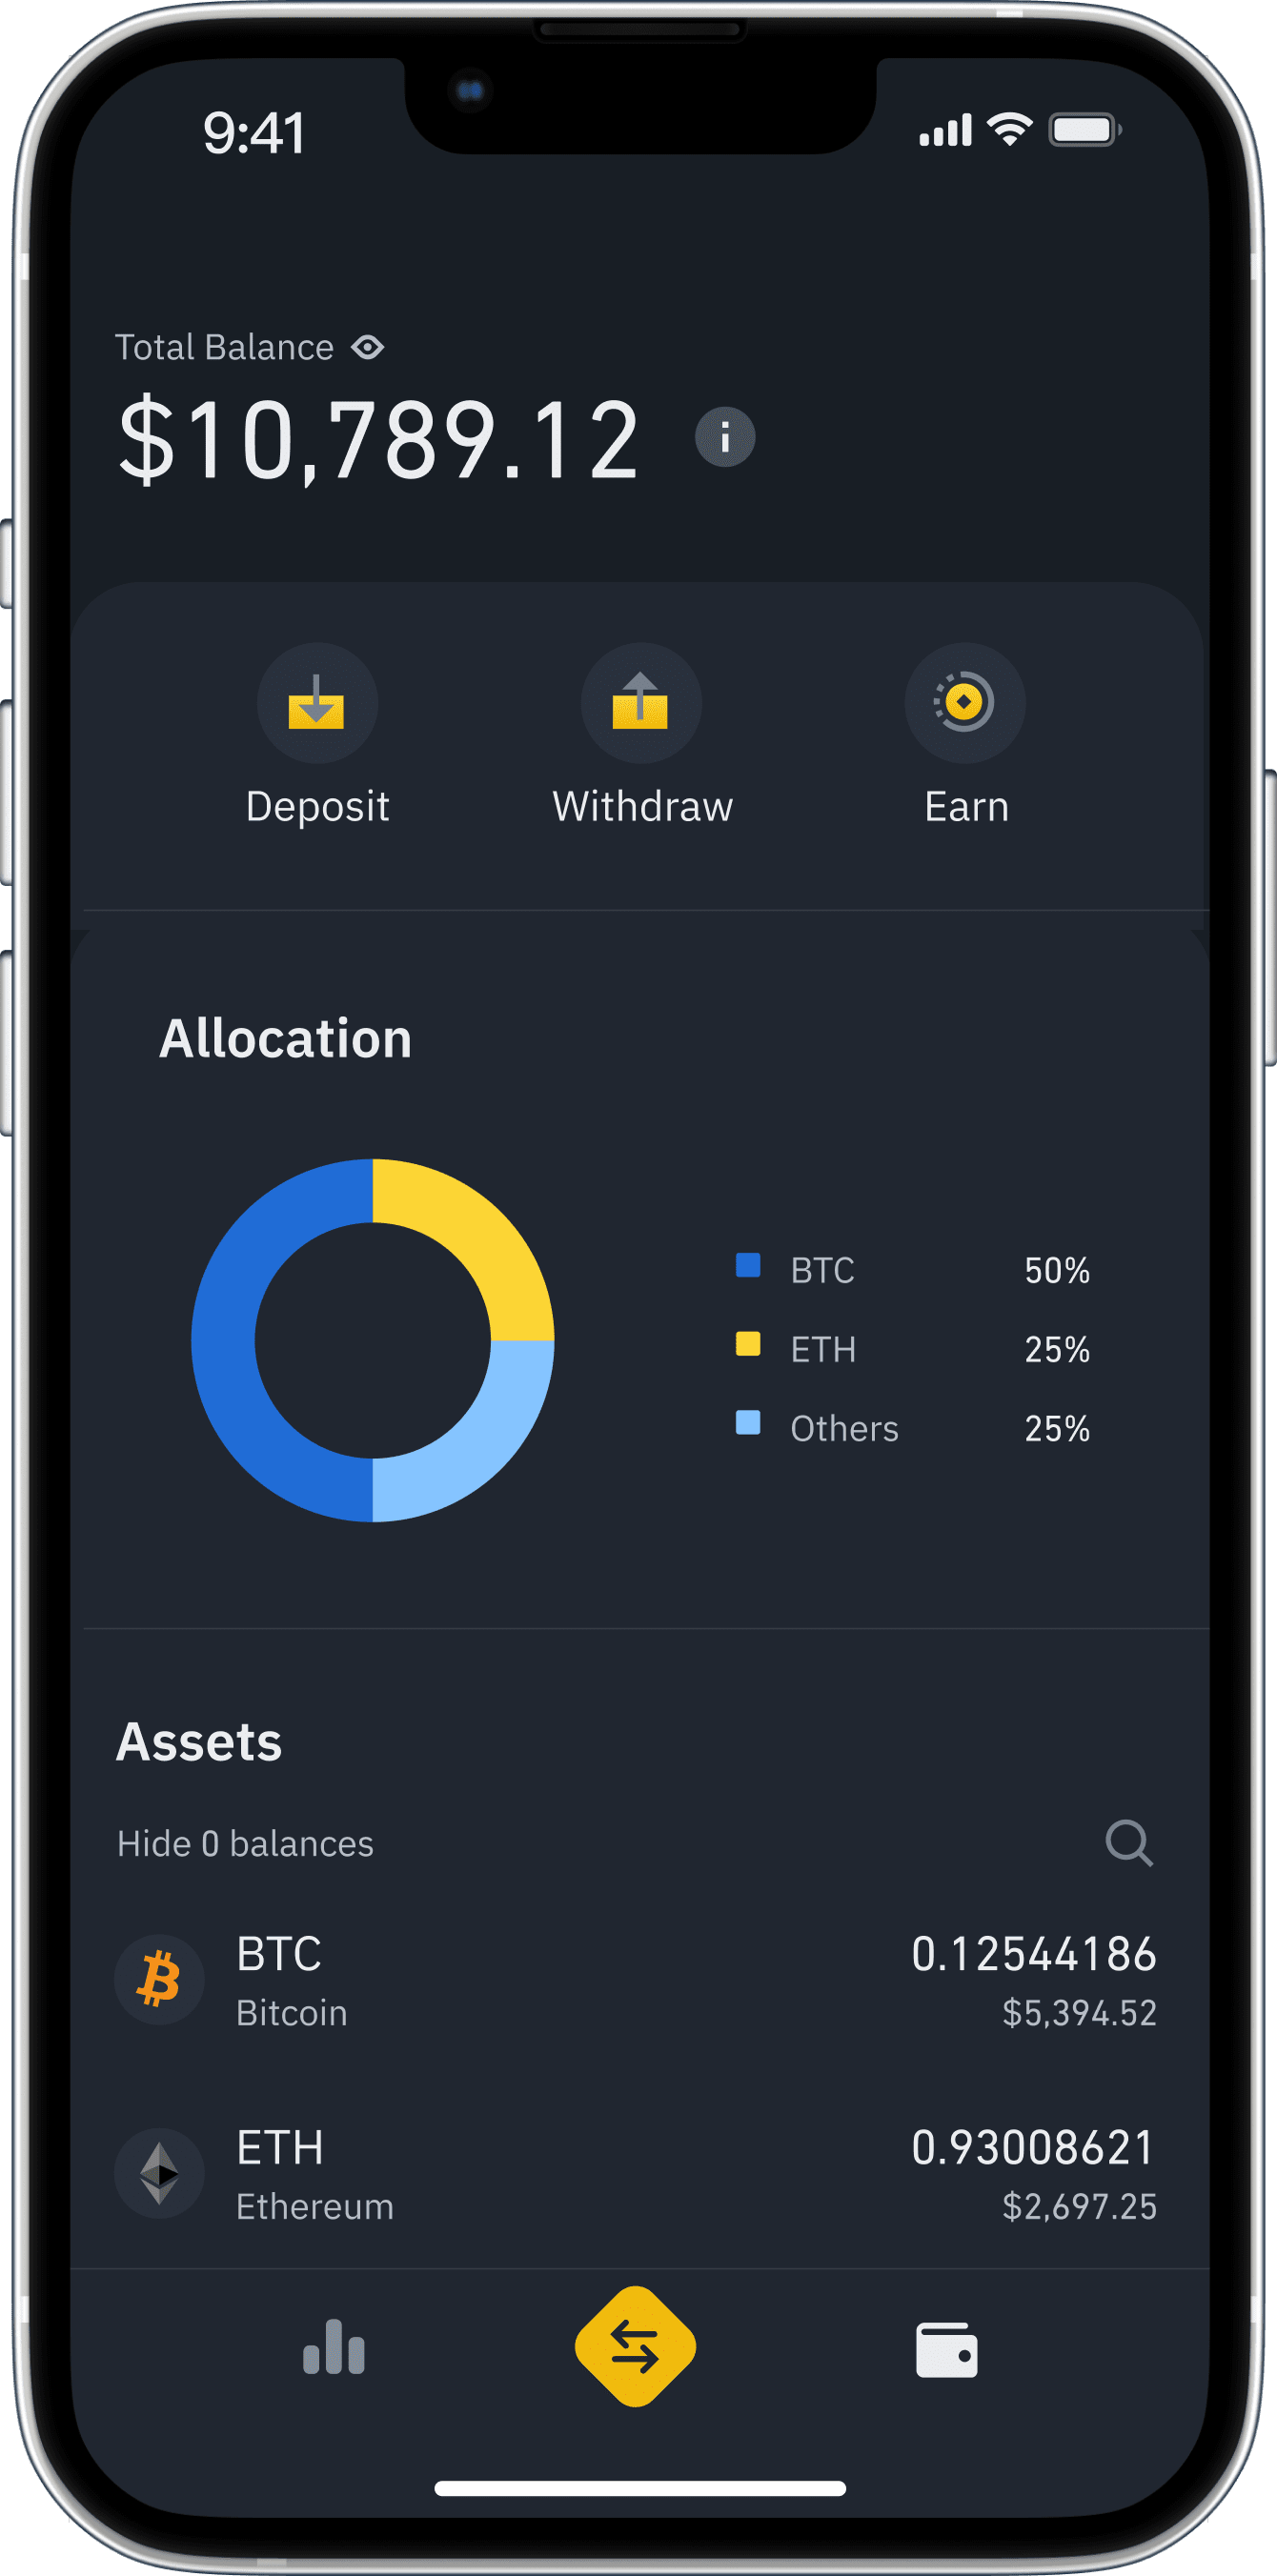 9:41
Total Balance
$10,789.12
Deposit Withdraw Earn
Allocation
BTC 50%
ETH 25%
Others 25%
Assets
Hide 0 balances
BTC 0.12544186
Bitcoin $5,394.52
ETH 0.93008621
Ethereum $2,697.25